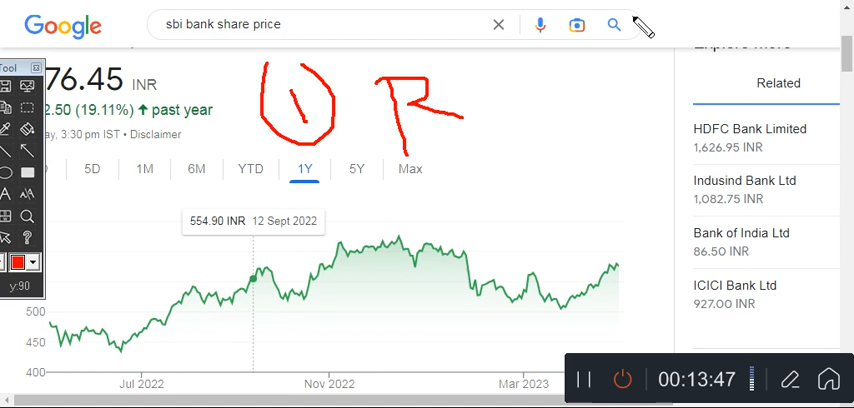 Google
sbi bank share price
Tool
76.45 INR
2.50 (19.11%) ↑ past year
ay, 3:30 pm IST • Disclaimer
① R
5D 1M 6M YTD 1Y 5Y Max
554.90 INR 12 Sept 2022
500
450
400
Jul 2022 Nov 2022 Mar 2023
A A
y:90
Related
HDFC Bank Limited
1,626.95 INR
Indusind Bank Ltd
1,082.75 INR
Bank of India Ltd
86.50 INR
ICICI Bank Ltd
927.00 INR
00:13:47